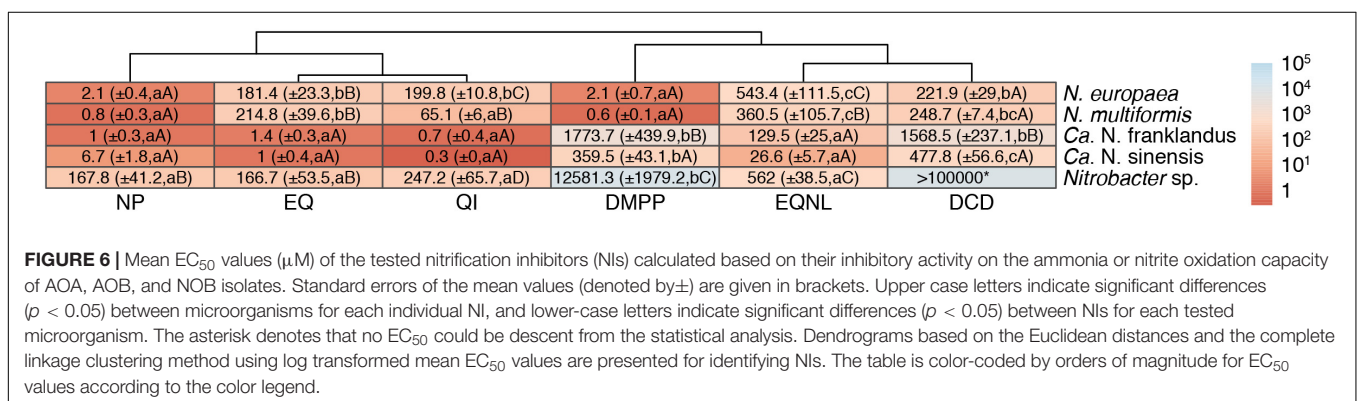 2.1 (±0.4,aA) 181.4 (±23.3,bB) 199.8 (±10.8,bC) 2.1 (±0.7,aA) 543.4 (±111.5,cC) 221.9 (±29,bA) N. europaea
0.8 (±0.3,aA) 214.8 (±39.6,bB) 65.1 (±6,aB) 0.6 (±0.1,aA) 360.5 (±105.7,cB) 248.7 (±7.4,bcA) N. multiformis
1 (±0.3,aA) 1.4 (±0.3,aA) 0.7 (±0.4,aA) 1773.7 (±439.9,bB) 129.5 (±25,aA) 1568.5 (±237.1,bB) Ca. N. franklandus
6.7 (±1.8,aA) 1 (±0.4,aA) 0.3 (±0,aA) 359.5 (±43.1,bA) 26.6 (±5.7,aA) 477.8 (±56.6,cA) Ca. N. sinensis
167.8 (±41.2,aB) 166.7 (±53.5,aB) 247.2 (±65.7,aD) 12581.3 (±1979.2,bC) 562 (±38.5,aC) >100000* Nitrobacter sp.
NP EQ QI DMPP EQNL DCD
10⁵
10⁴
10³
10²
10¹
1
FIGURE 6 | Mean EC₅₀ values (μM) of the tested nitrification inhibitors (NIs) calculated based on their inhibitory activity on the ammonia or nitrite oxidation capacity
of AOA, AOB, and NOB isolates. Standard errors of the mean values (denoted by±) are given in brackets. Upper case letters indicate significant differences
(p < 0.05) between microorganisms for each individual NI, and lower-case letters indicate significant differences (p < 0.05) between NIs for each tested
microorganism. The asterisk denotes that no EC₅₀ could be descent from the statistical analysis. Dendrograms based on the Euclidean distances and the complete
linkage clustering method using log transformed mean EC₅₀ values are presented for identifying NIs. The table is color-coded by orders of magnitude for EC₅₀
values according to the color legend.